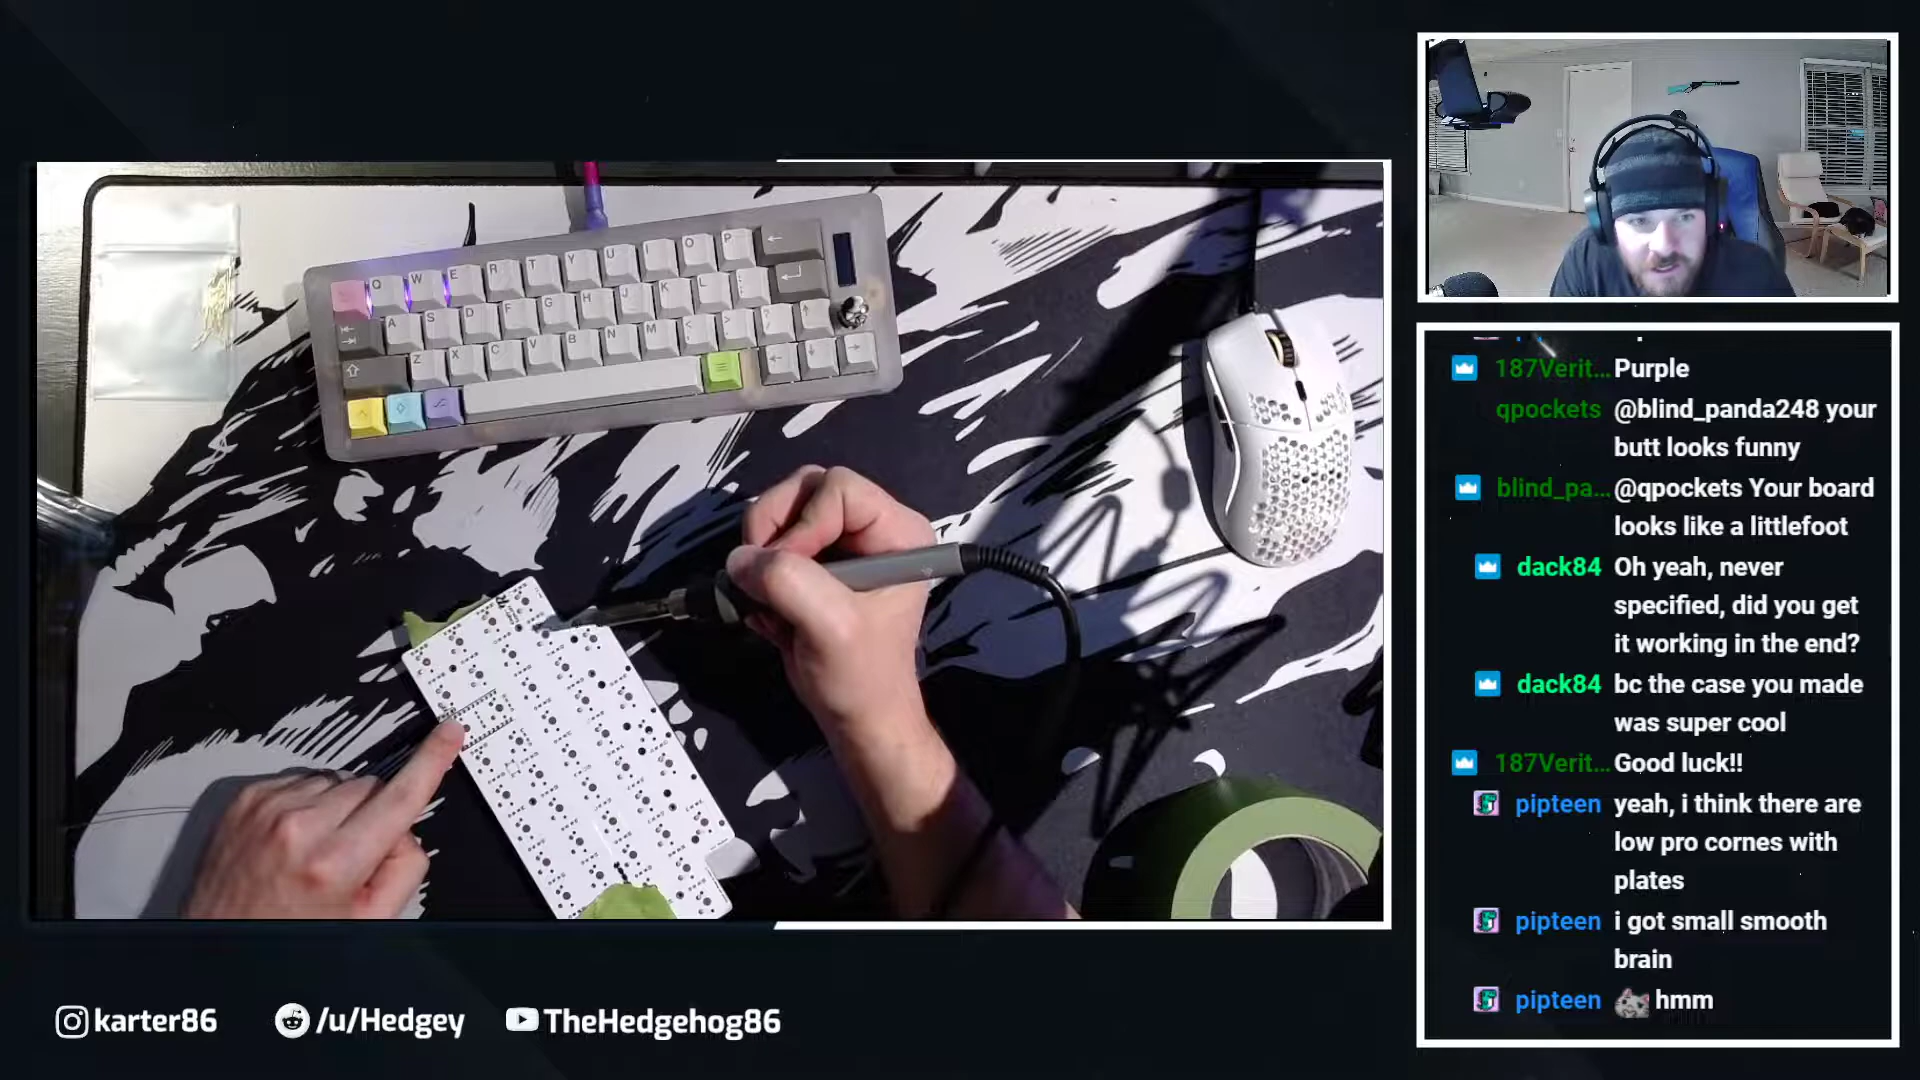 Q W E R T Y U I O P
A S D F G H J K L
Z X C V B N M < > ?
187Verit... Purple
qpockets @blind_panda248 your
butt looks funny
blind_pa... @qpockets Your board
looks like a littlefoot
dack84 Oh yeah, never
specified, did you get
it working in the end?
dack84 bc the case you made
was super cool
187Verit... Good luck!!
pipteen yeah, i think there are
low pro cornes with
plates
pipteen i got small smooth
brain
pipteen hmm
karter86 /u/Hedgey TheHedgehog86